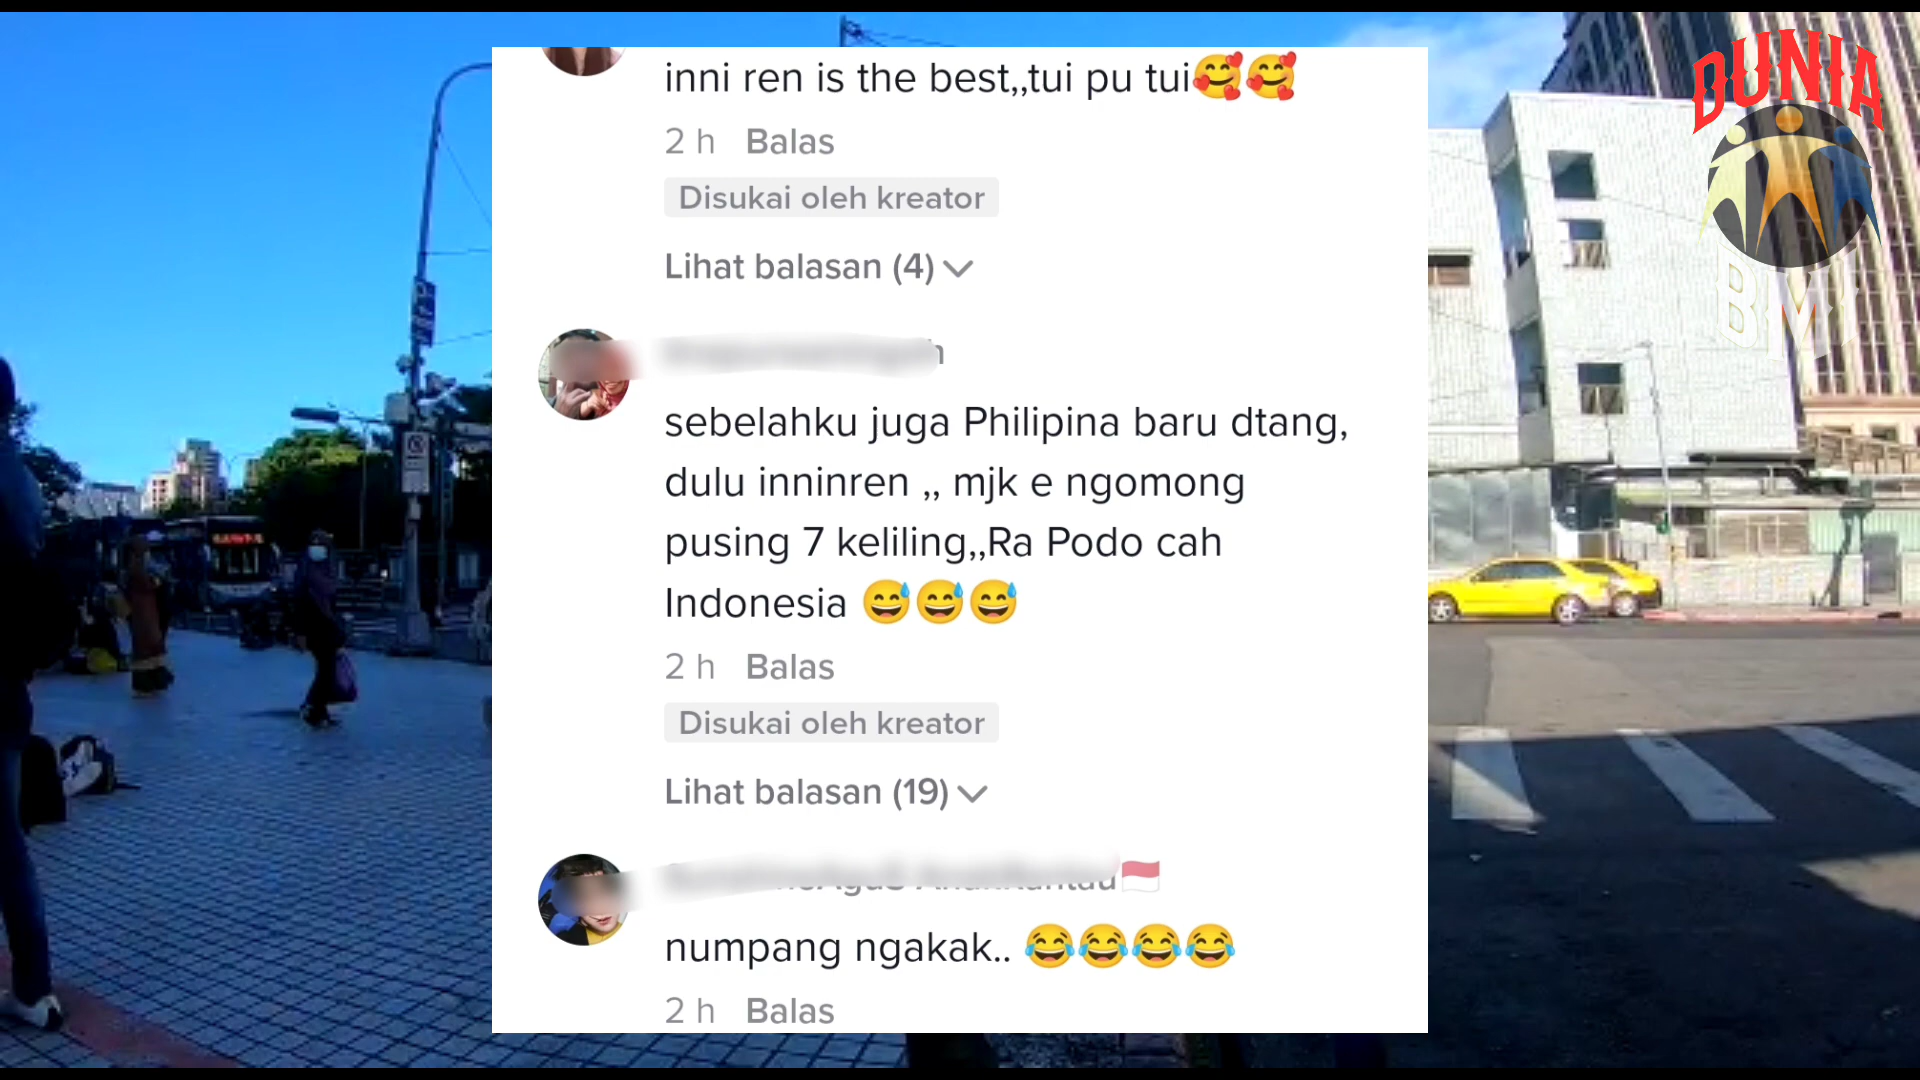 DUNIA
BMI
inni ren is the best,,tui pu tui🥰🥰
2 h Balas
Disukai oleh kreator
Lihat balasan (4)
sebelahku juga Philipina baru dtang,
dulu inninren ,, mjk e ngomong
pusing 7 keliling,,Ra Podo cah
Indonesia 😅😅😅
2 h Balas
Disukai oleh kreator
Lihat balasan (19)
🇮🇩
numpang ngakak.. 😂😂😂😂
2 h Balas